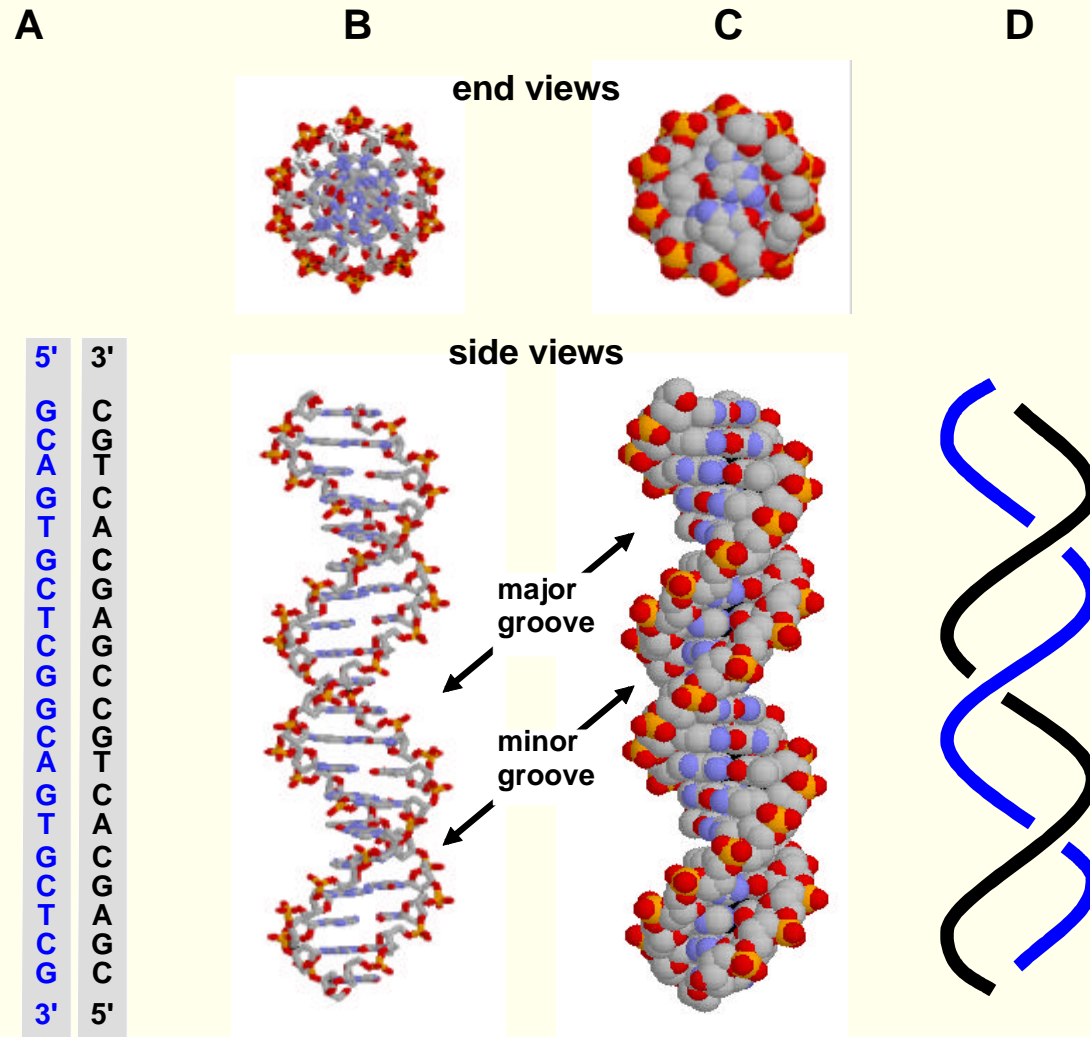 A B C D
end views
side views
5' 3'
G C
C G
A T
G C
T A
G C
C G
T A
C G
G C
G C
C G
A T
G C
T A
G C
C G
T A
C G
G C
3' 5'
major
groove
minor
groove